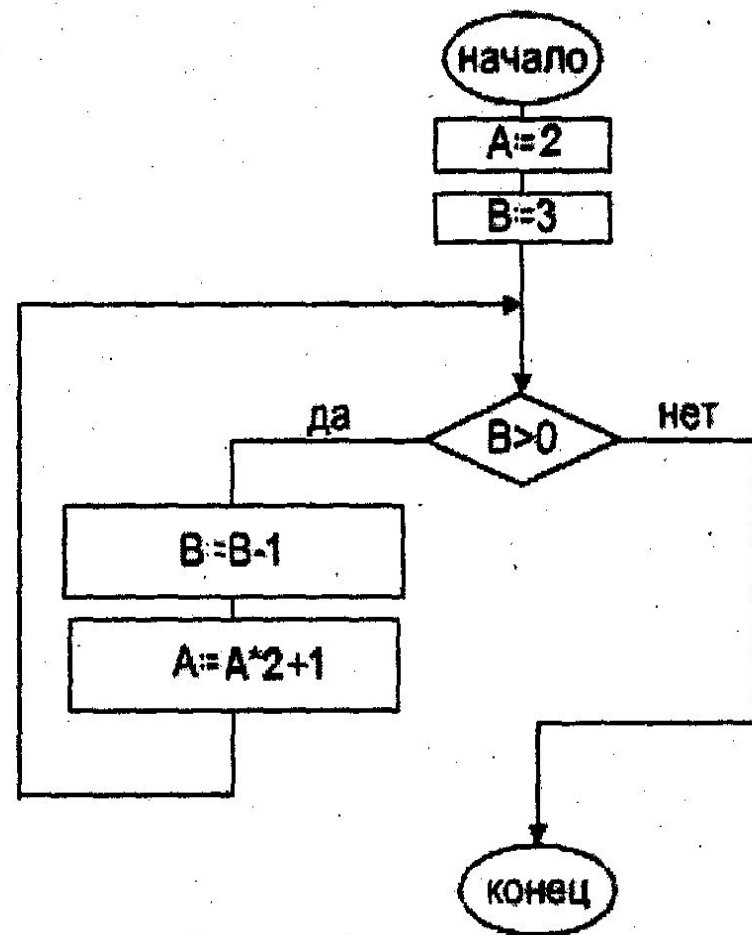 начало
А:=2
В:=3
да
В>0
нет
В:=В-1
А:=А*2+1
конец